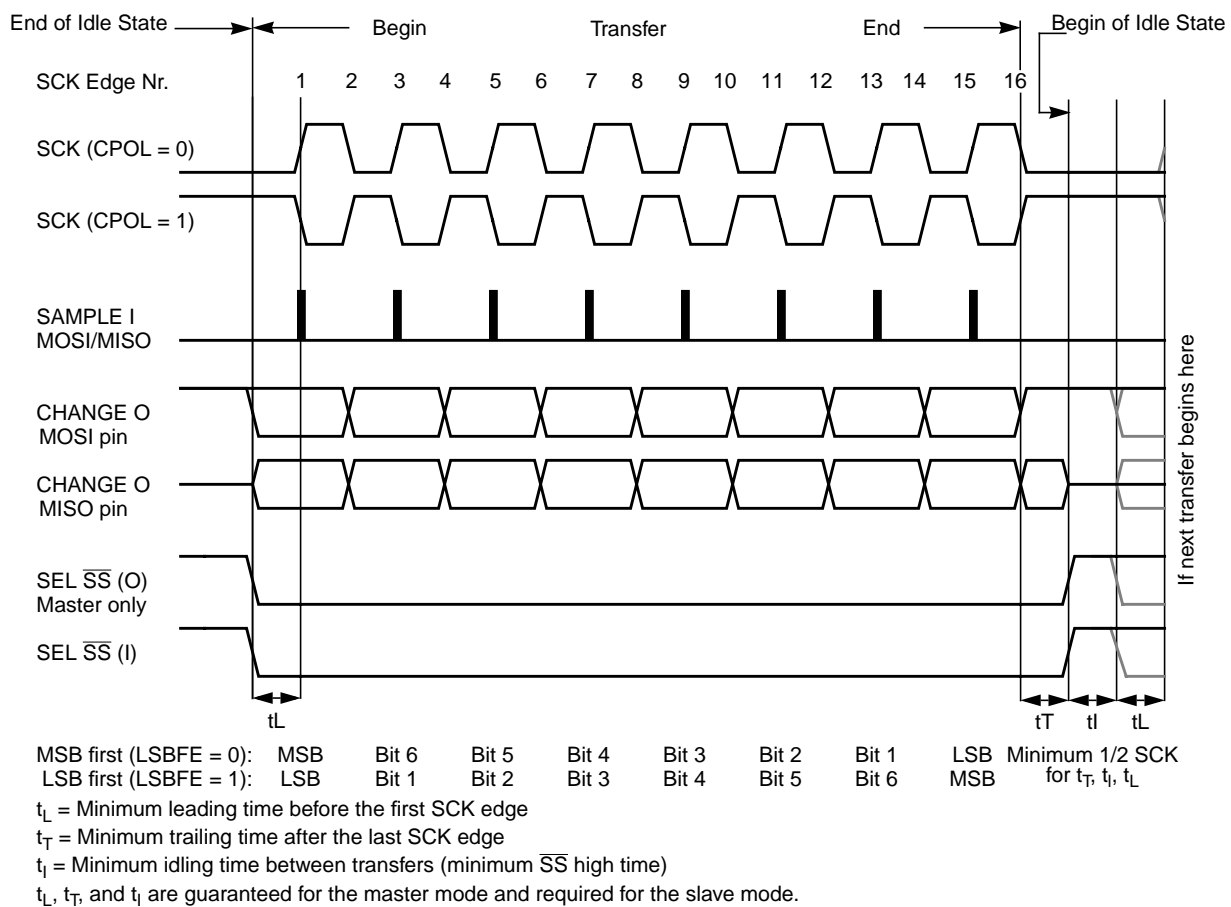 End of Idle State
Begin
Transfer
End
Begin of Idle State
SCK Edge Nr.
1 2 3 4 5 6 7 8 9 10 11 12 13 14 15 16
SCK (CPOL = 0)
SCK (CPOL = 1)
SAMPLE I
MOSI/MISO
CHANGE O
MOSI pin
CHANGE O
MISO pin
SEL SS (O)
Master only
SEL SS (I)
If next transfer begins here
tL
tT tI tL
MSB first (LSBFE = 0): MSB Bit 6 Bit 5 Bit 4 Bit 3 Bit 2 Bit 1 LSB
LSB first (LSBFE = 1): LSB Bit 1 Bit 2 Bit 3 Bit 4 Bit 5 Bit 6 MSB
Minimum 1/2 SCK
for tT, tI, tL
tL = Minimum leading time before the first SCK edge
tT = Minimum trailing time after the last SCK edge
tI = Minimum idling time between transfers (minimum SS high time)
tL, tT, and tI are guaranteed for the master mode and required for the slave mode.